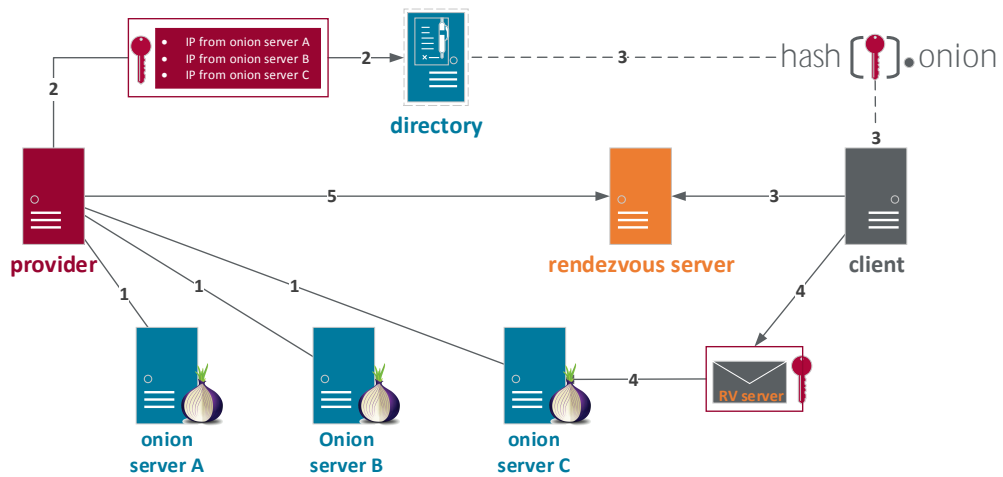 • IP from onion server A
• IP from onion server B
• IP from onion server C
2
2
3
hash[ ].onion
directory
3
5
3
provider
rendezvous server
client
1
1
1
4
4
RV server
onion
server A
Onion
server B
onion
server C